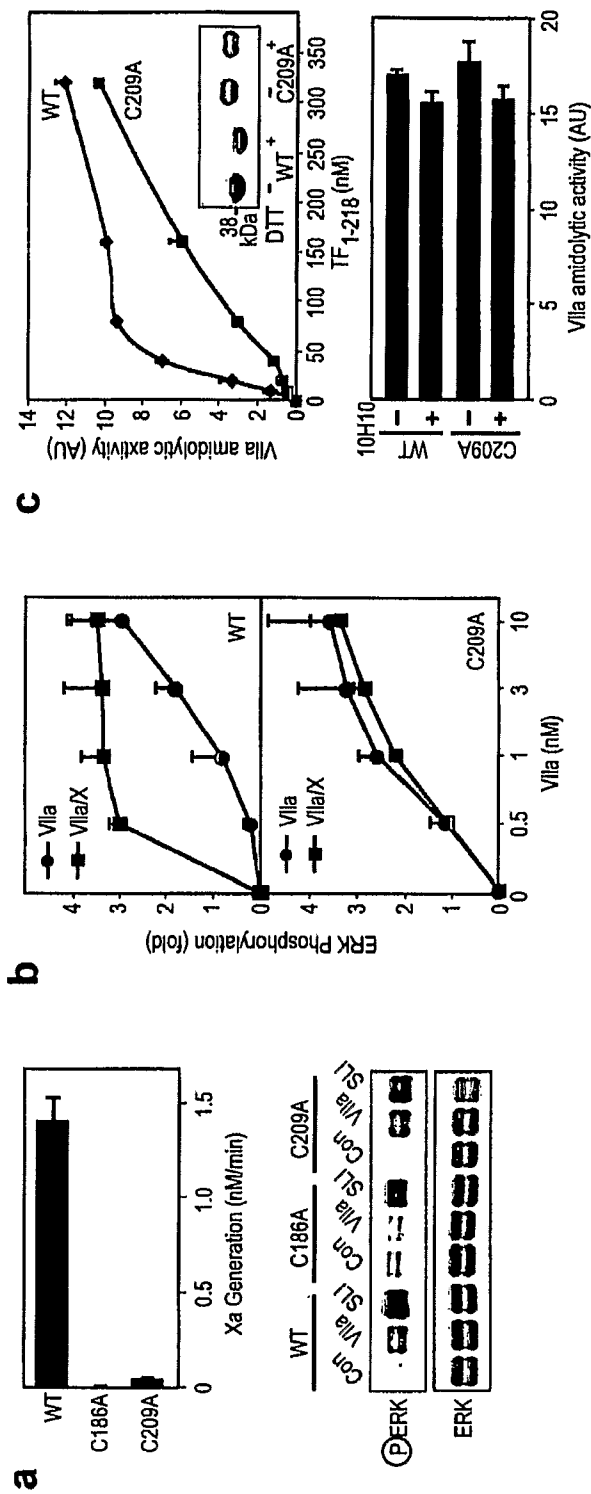 a
WT
C186A
C209A
0 0.5 1.0 1.5
Xa Generation (nM/min)
WT C186A C209A
Con VIIa SLI Con VIIa SLI Con VIIa SLI
P ERK
ERK
b
ERK Phosphorylation (fold)
4
3
2
1
0
VIIa
VIIa/X
WT
4
3
2
1
0
VIIa
VIIa/X
C209A
0 0.5 1 3 10
VIIa (nM)
c
VIIa amidolytic axtivity (AU)
14
12
10
8
6
4
2
0
WT
C209A
38-
kDa
DTT - + - +
WT C209A
0 50 100 150 200 250 300 350
TF1-218 (nM)
10H10
WT - +
C209A - +
0 5 10 15 20
VIIa amidolytic activity (AU)